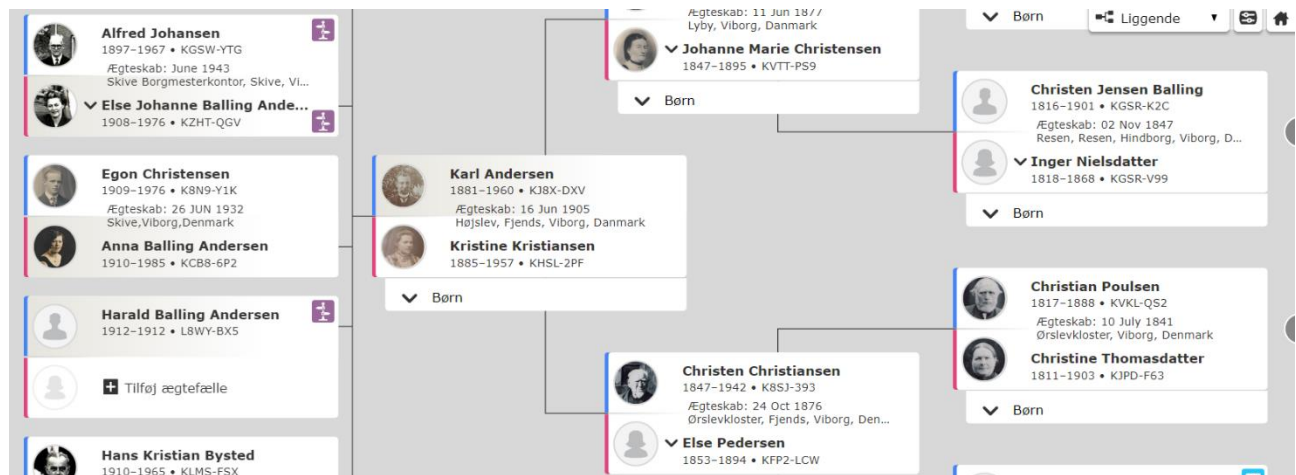 Alfred Johansen
1897–1967 • KGSW-YTG
Ægteskab: June 1943
Skive Borgmesterkontor, Skive, Vi...
Else Johanne Balling Ande...
1908–1976 • KZHT-QGV
Egon Christensen
1909–1976 • K8N9-Y1K
Ægteskab: 26 JUN 1932
Skive,Viborg,Denmark
Anna Balling Andersen
1910–1985 • KCB8-6P2
Harald Balling Andersen
1912–1912 • L8WY-BX5
Tilføj ægtefælle
Hans Kristian Bysted
1910–1965 • KLMS-FSX
Karl Andersen
1881–1960 • KJ8X-DXV
Ægteskab: 16 Jun 1905
Højslev, Fjends, Viborg, Danmark
Kristine Kristiansen
1885–1957 • KHSL-2PF
Børn
Ægteskab: 11 Jun 1877
Lyby, Viborg, Danmark
Johanne Marie Christensen
1847–1895 • KVTT-PS9
Børn
Christen Christiansen
1847–1942 • K8SJ-393
Ægteskab: 24 Oct 1876
Ørslevkloster, Fjends, Viborg, Den...
Else Pedersen
1853–1894 • KFP2-LCW
Børn
Liggende
Christen Jensen Balling
1816–1901 • KGSR-K2C
Ægteskab: 02 Nov 1847
Resen, Resen, Hindborg, Viborg, D...
Inger Nielsdatter
1818–1868 • KGSR-V99
Børn
Christian Poulsen
1817–1888 • KVKL-QS2
Ægteskab: 10 July 1841
Ørslevkloster, Viborg, Denmark
Christine Thomasdatter
1811–1903 • KJPD-F63
Børn